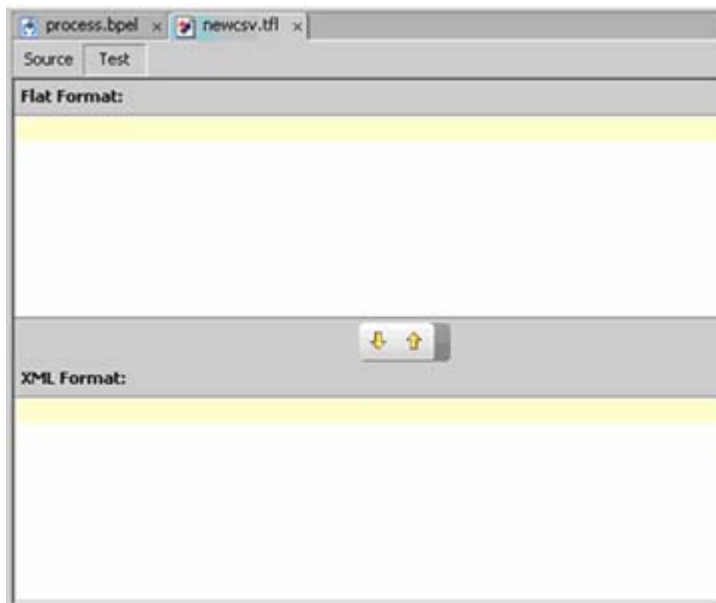 process.bpel x newcsv.tfl x
Source Test
Flat Format:
XML Format: